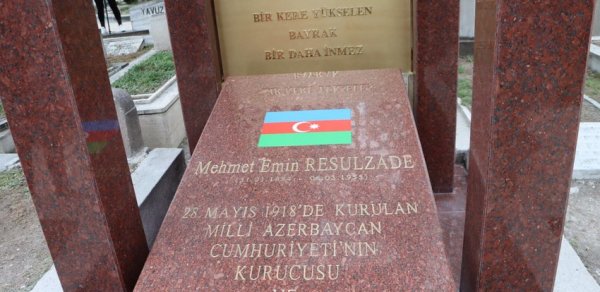 YAVUZ
BİR KERE YÜKSELEN
BAYRAK
BİR DAHA İNMEZ
Mehmet Emin RESULZADE
28 MAYIS 1918'DE KURULAN
MİLLİ AZERBAYCAN
CUMHURİYETİ'NİN
KURUCUSU
VE